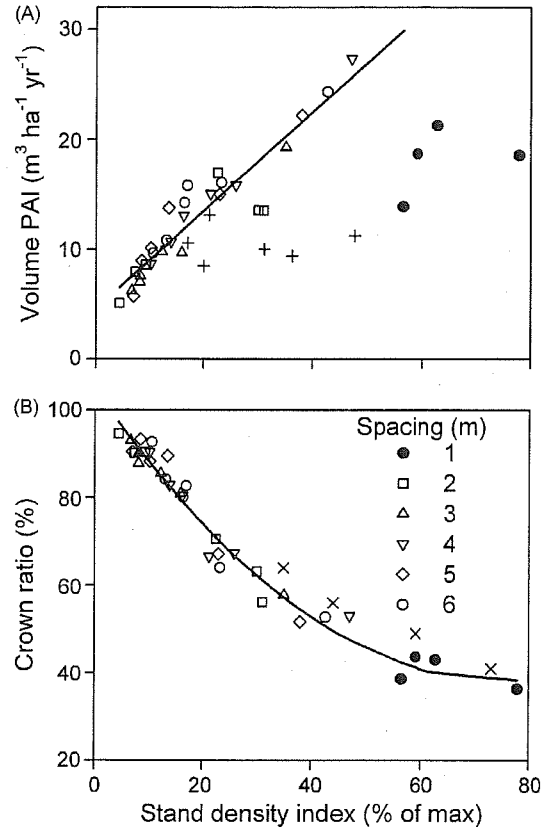 (A)
Volume PAI (m³ ha⁻¹ yr⁻¹)
30
20
10
0
(B)
Crown ratio (%)
100
80
60
40
20
Spacing (m)
1
2
3
4
5
6
0 20 40 60 80
Stand density index (% of max)